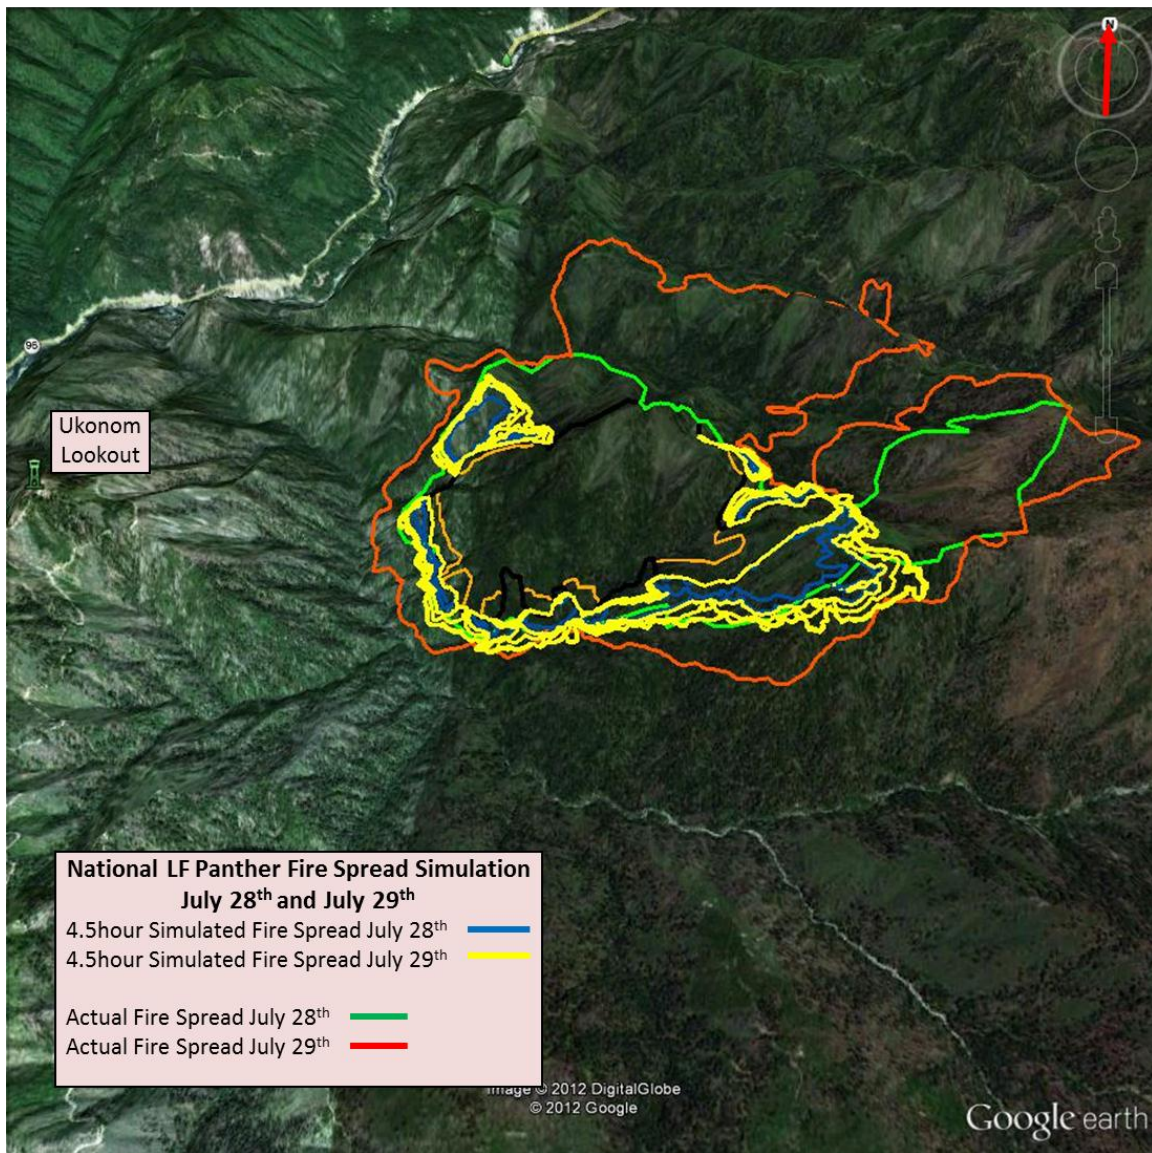 N
96
Ukonom
Lookout
National LF Panther Fire Spread Simulation
July 28th and July 29th
4.5hour Simulated Fire Spread July 28th
4.5hour Simulated Fire Spread July 29th
Actual Fire Spread July 28th
Actual Fire Spread July 29th
Image © 2012 DigitalGlobe
© 2012 Google
Google earth